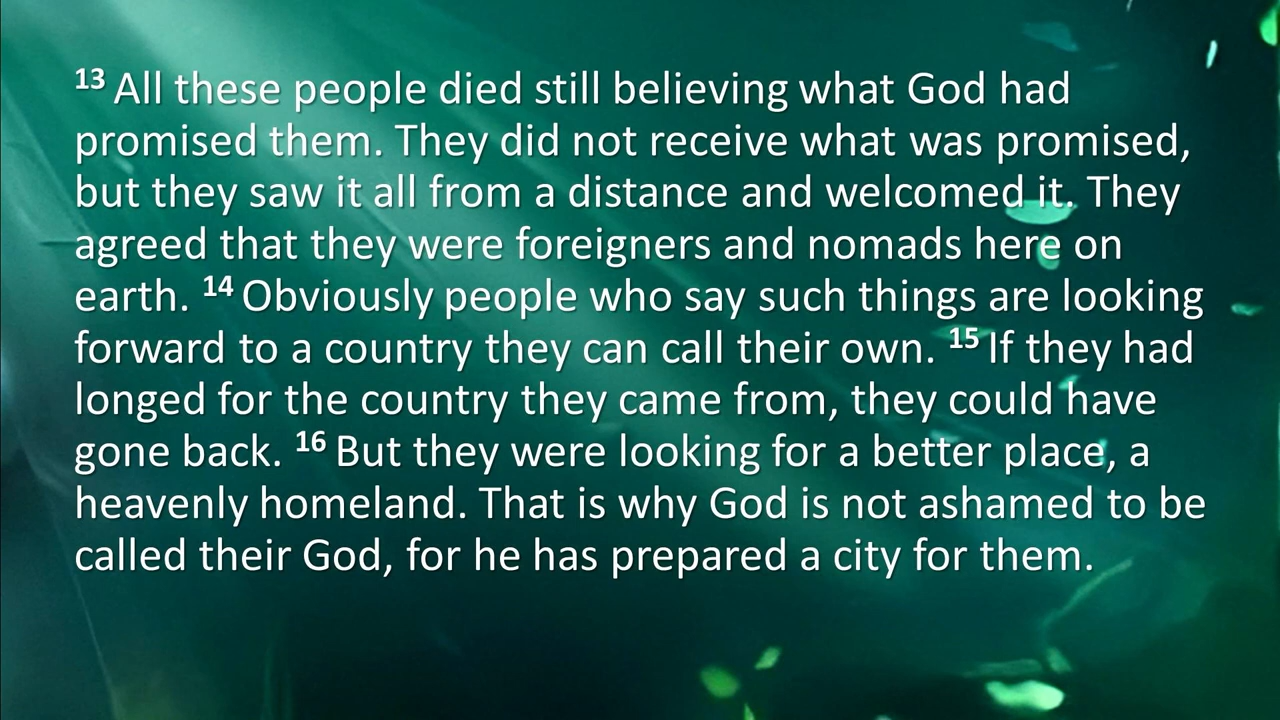 13 All these people died still believing what God had
promised them. They did not receive what was promised,
but they saw it all from a distance and welcomed it. They
agreed that they were foreigners and nomads here on
earth. 14 Obviously people who say such things are looking
forward to a country they can call their own. 15 If they had
longed for the country they came from, they could have
gone back. 16 But they were looking for a better place, a
heavenly homeland. That is why God is not ashamed to be
called their God, for he has prepared a city for them.